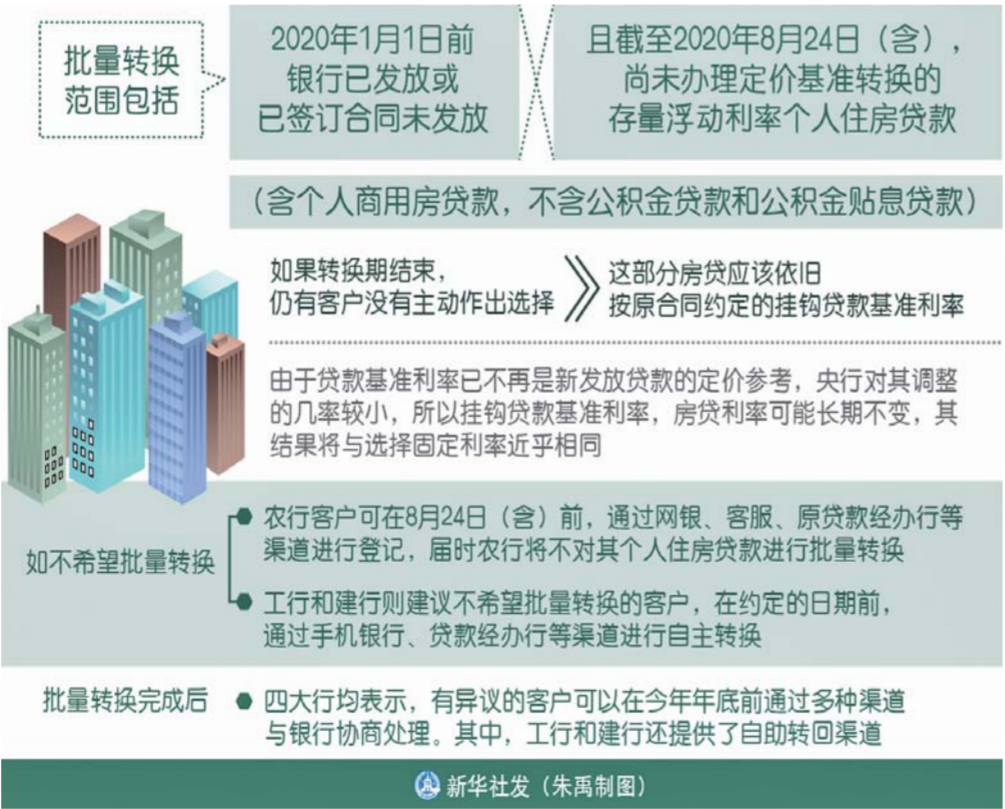 批量转换
范围包括
2020年1月1日前
银行已发放或
已签订合同未发放
且截至2020年8月24日（含），
尚未办理定价基准转换的
存量浮动利率个人住房贷款
（含个人商用房贷款，不含公积金贷款和公积金贴息贷款）
如果转换期结束，
仍有客户没有主动作出选择
这部分房贷应该依旧
按原合同约定的挂钩贷款基准利率
由于贷款基准利率已不再是新发放贷款的定价参考，央行对其调整
的几率较小，所以挂钩贷款基准利率，房贷利率可能长期不变，其
结果将与选择固定利率近乎相同
如不希望批量转换
农行客户可在8月24日（含）前，通过网银、客服、原贷款经办行等
渠道进行登记，届时农行将不对其个人住房贷款进行批量转换
工行和建行则建议不希望批量转换的客户，在约定的日期前，
通过手机银行、贷款经办行等渠道进行自主转换
批量转换完成后
四大行均表示，有异议的客户可以在今年年底前通过多种渠道
与银行协商处理。其中，工行和建行还提供了自助转回渠道
新华社发（朱禹制图）